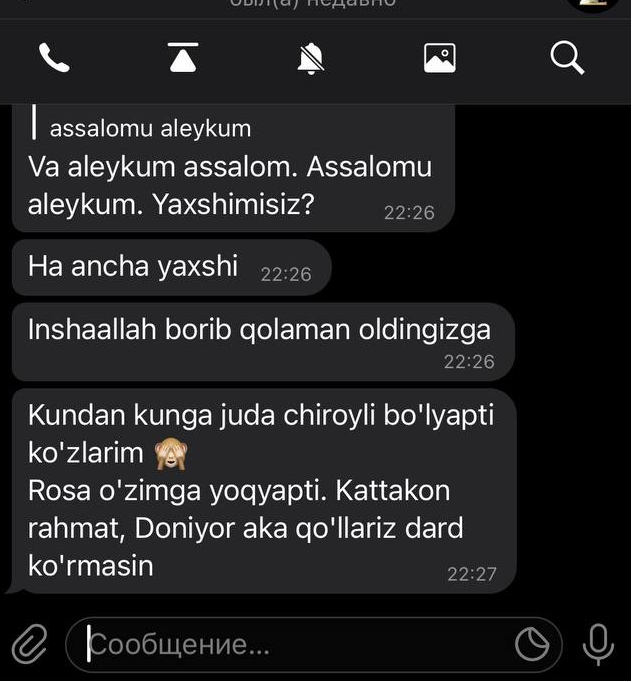 был(а) недавно
assalomu aleykum
Va aleykum assalom. Assalomu
aleykum. Yaxshimisiz?
22:26
Ha ancha yaxshi 22:26
Inshaallah borib qolaman oldingizga
22:26
Kundan kunga juda chiroyli bo'lyapti
ko'zlarim 🙈
Rosa o'zimga yoqyapti. Kattakon
rahmat, Doniyor aka qo'llariz dard
ko'rmasin
22:27
Сообщение...